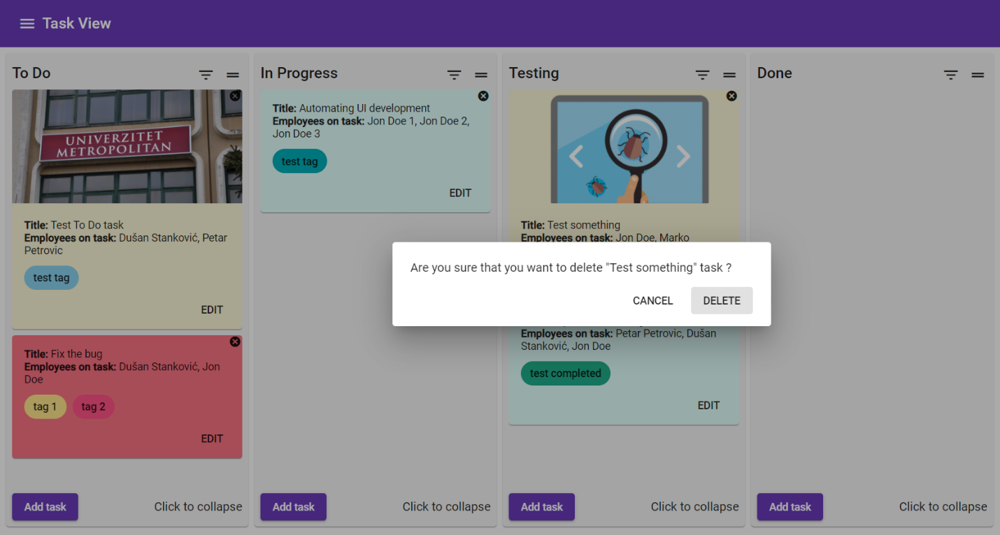 Task View
To Do
UNIVERZITET
METROPOLITAN
Title: Test To Do task
Employees on task: Dušan Stanković, Petar
Petrovic
test tag
EDIT
Title: Fix the bug
Employees on task: Dušan Stanković, Jon
Doe
tag 1
tag 2
EDIT
Add task
Click to collapse
In Progress
Title: Automating UI development
Employees on task: Jon Doe 1, Jon Doe 2,
Jon Doe 3
test tag
EDIT
Add task
Click to collapse
Testing
Title: Test something
Employees on task: Jon Doe, Marko
Are you sure that you want to delete "Test something" task ?
CANCEL
DELETE
Employees on task: Petar Petrovic, Dušan
Stanković, Jon Doe
test completed
EDIT
Add task
Click to collapse
Done
Add task
Click to collapse